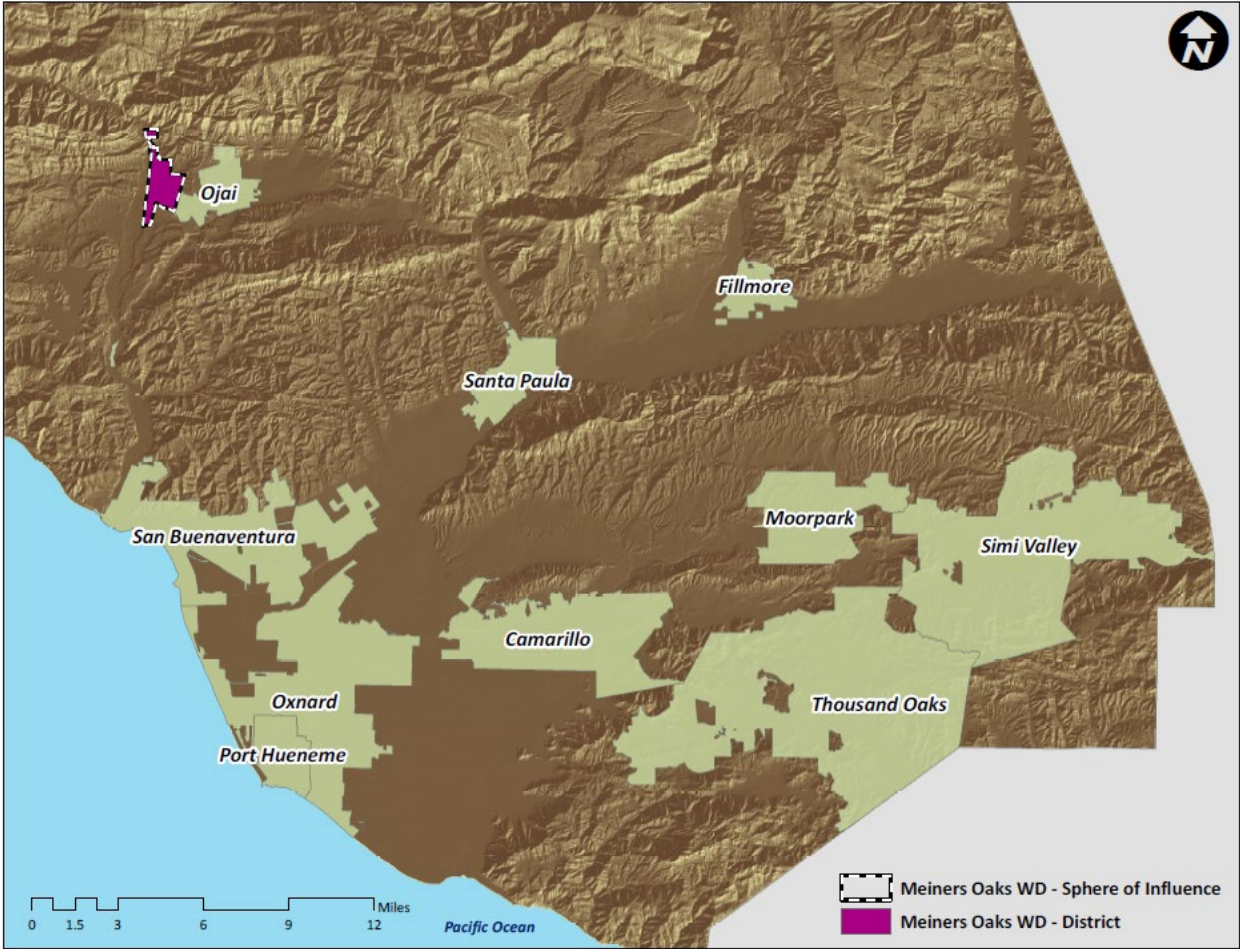 N
Ojai
Fillmore
Santa Paula
Moorpark
San Buenaventura
Simi Valley
Camarillo
Oxnard
Thousand Oaks
Port Hueneme
Meiners Oaks WD - Sphere of Influence
Miles
0 1.5 3 6 9 12
Pacific Ocean
Meiners Oaks WD - District